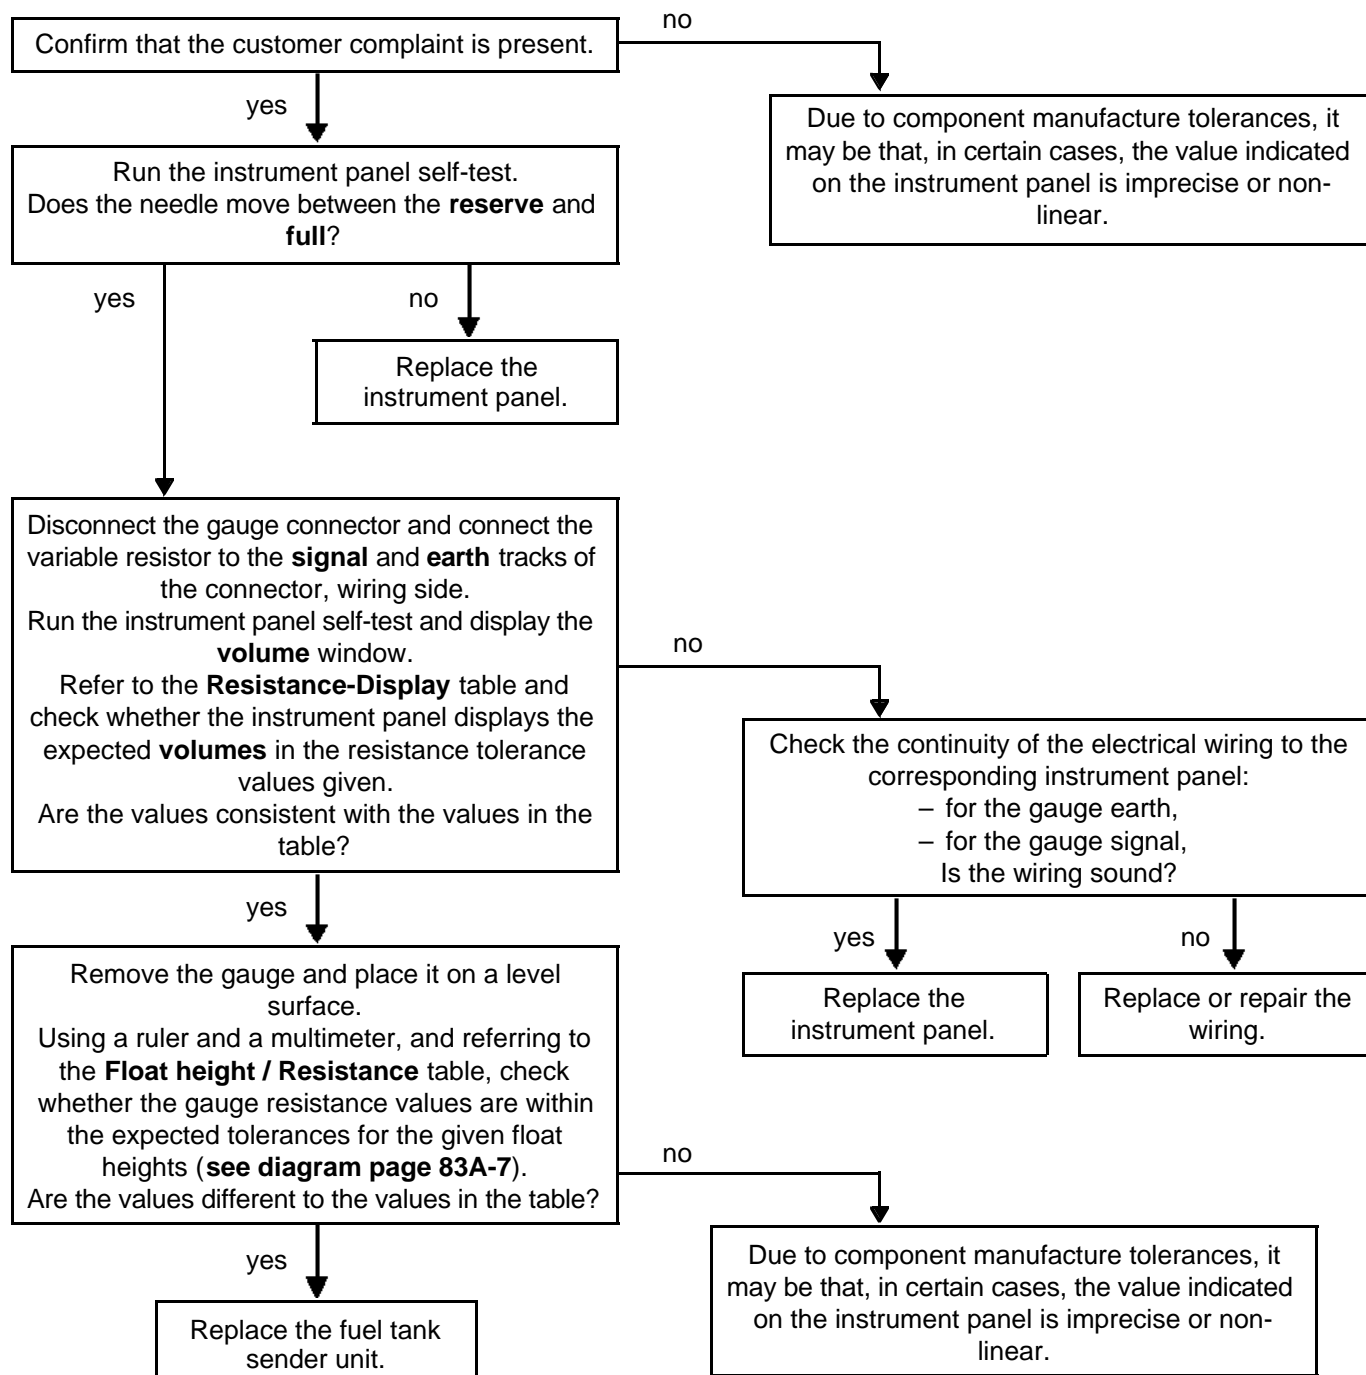 no
Confirm that the customer complaint is present.
yes
Due to component manufacture tolerances, it
may be that, in certain cases, the value indicated
on the instrument panel is imprecise or non-
linear.
Run the instrument panel self-test.
Does the needle move between the reserve and
full?
yes
no
Replace the
instrument panel.
Disconnect the gauge connector and connect the
variable resistor to the signal and earth tracks of
the connector, wiring side.
Run the instrument panel self-test and display the
volume window.
Refer to the Resistance-Display table and
check whether the instrument panel displays the
expected volumes in the resistance tolerance
values given.
Are the values consistent with the values in the
table?
no
Check the continuity of the electrical wiring to the
corresponding instrument panel:
– for the gauge earth,
– for the gauge signal,
Is the wiring sound?
yes
yes
no
Replace the
instrument panel.
Replace or repair the
wiring.
Remove the gauge and place it on a level
surface.
Using a ruler and a multimeter, and referring to
the Float height / Resistance table, check
whether the gauge resistance values are within
the expected tolerances for the given float
heights (see diagram page 83A-7).
Are the values different to the values in the table?
no
yes
Due to component manufacture tolerances, it
may be that, in certain cases, the value indicated
on the instrument panel is imprecise or non-
linear.
Replace the fuel tank
sender unit.